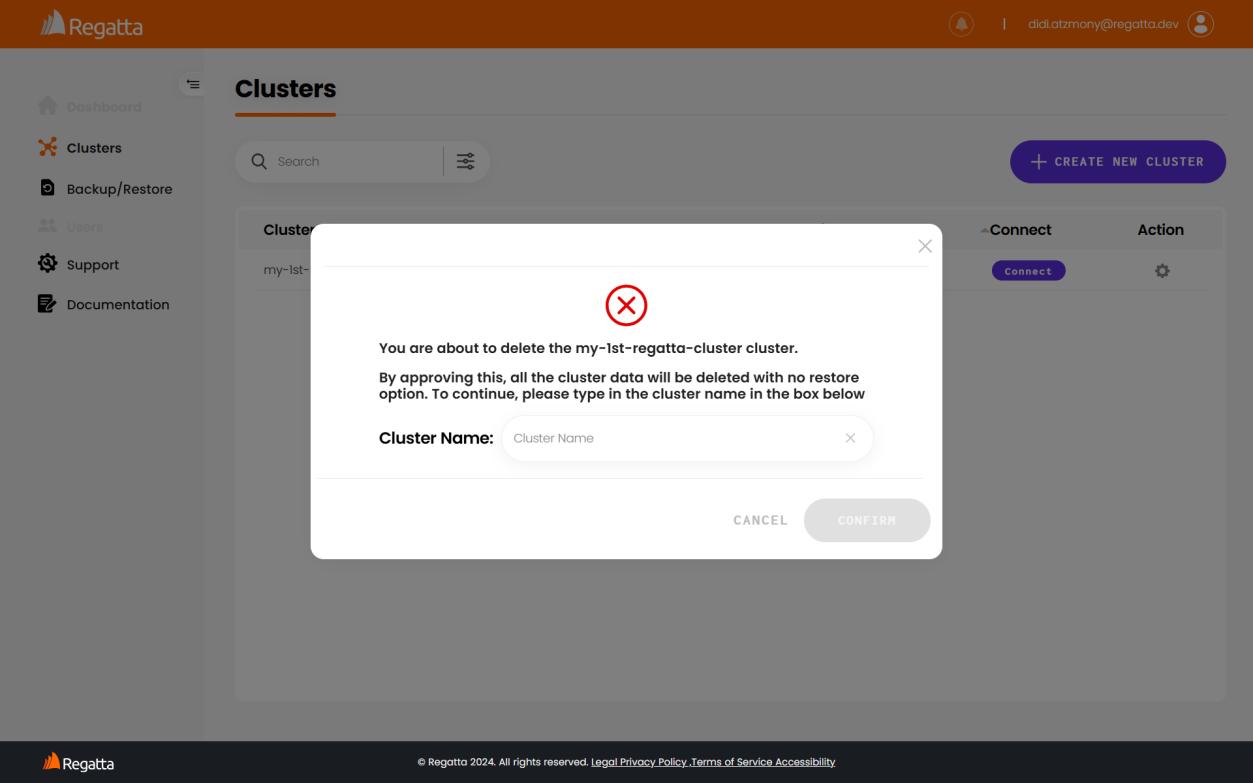 Regatta
|
didi.atzmony@regatta.dev
Dashboard
Clusters
Backup/Restore
Users
Support
Documentation
Clusters
Search
CREATE NEW CLUSTER
Cluster
Connect
Action
my-1st-
Connect
You are about to delete the my-1st-regatta-cluster cluster.
By approving this, all the cluster data will be deleted with no restore
option. To continue, please type in the cluster name in the box below
Cluster Name:
Cluster Name
CANCEL
CONFIRM
Regatta
© Regatta 2024. All rights reserved. Legal Privacy Policy ,Terms of Service Accessibility